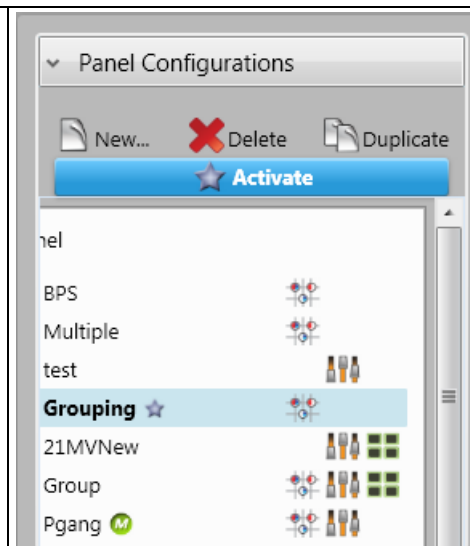 Panel Configurations
New... Delete Duplicate
Activate
nel
BPS
Multiple
test
Grouping
21MVNew
Group
Pgang M